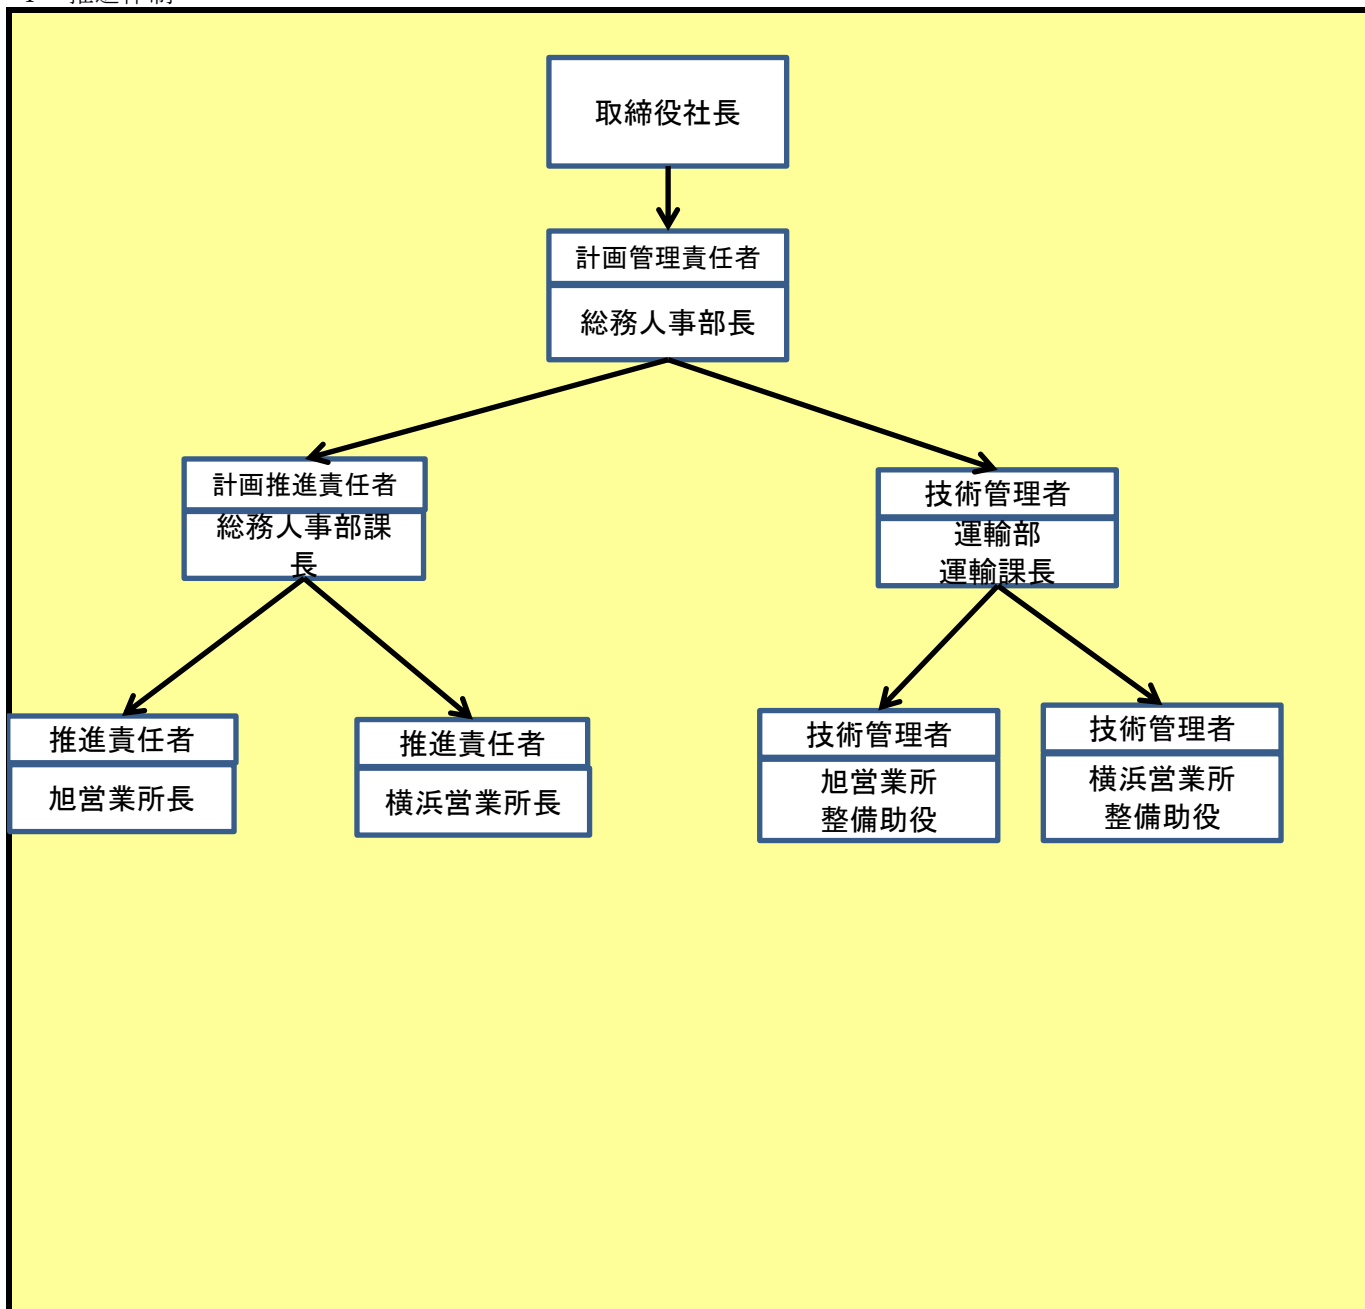 取締役社長
計画管理責任者
総務人事部長
計画推進責任者
総務人事部課
長
技術管理者
運輸部
運輸課長
推進責任者
旭営業所長
推進責任者
横浜営業所長
技術管理者
旭営業所
整備助役
技術管理者
横浜営業所
整備助役